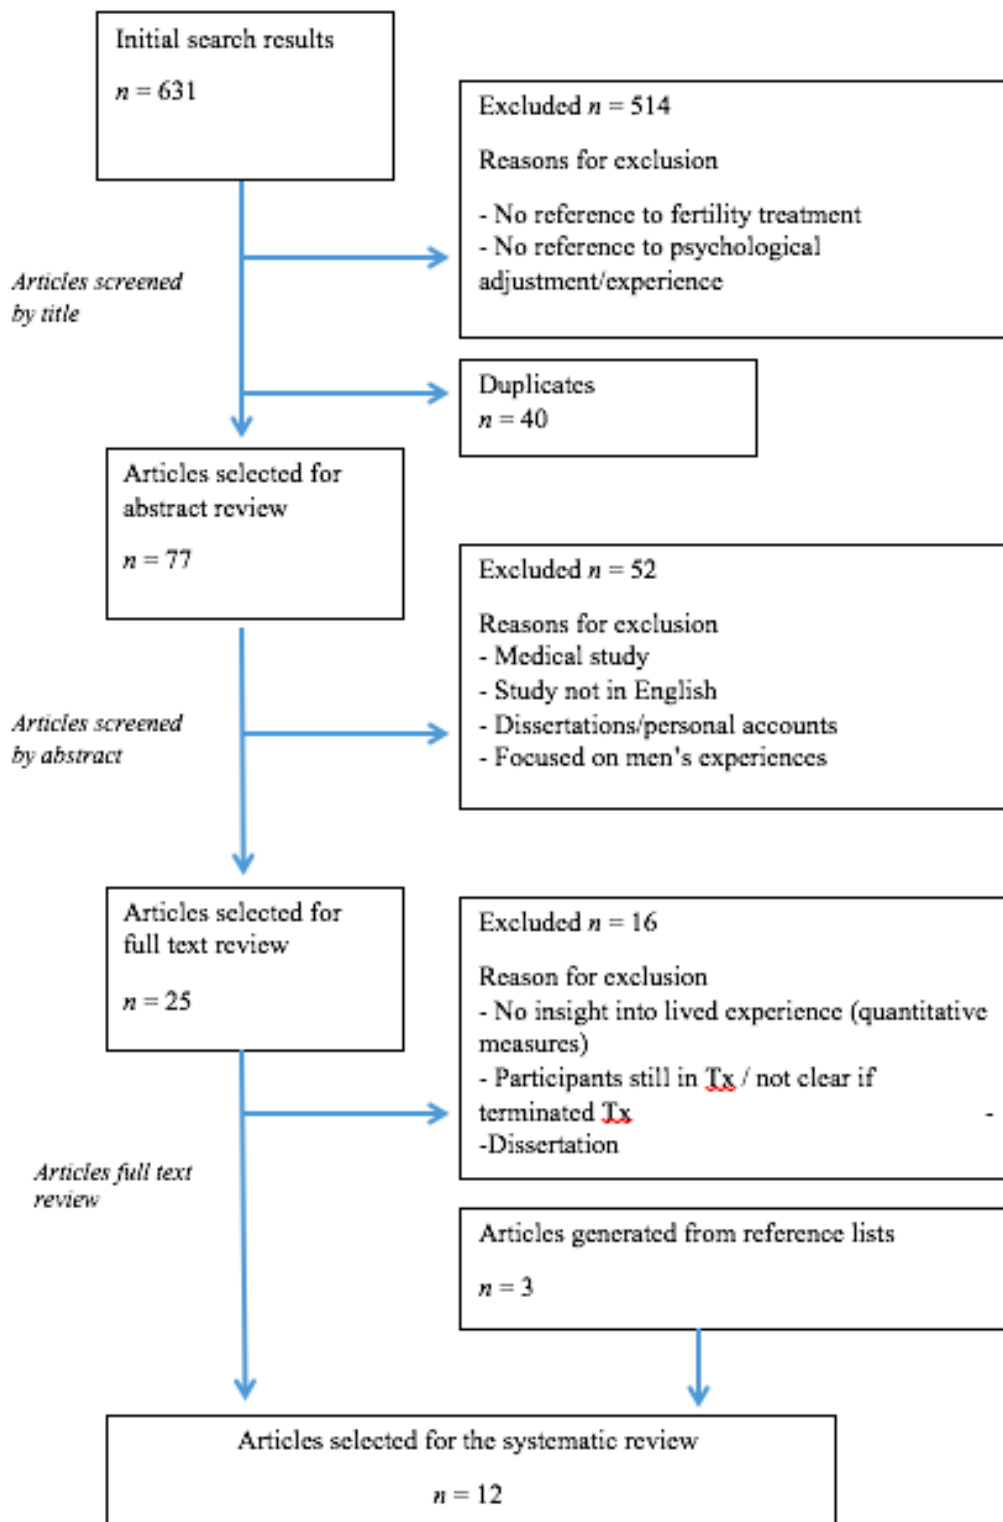 Initial search results
n = 631
Excluded n = 514
Reasons for exclusion
- No reference to fertility treatment
- No reference to psychological
adjustment/experience
Articles screened
by title
Duplicates
n = 40
Articles selected for
abstract review
n = 77
Excluded n = 52
Reasons for exclusion
- Medical study
- Study not in English
- Dissertations/personal accounts
- Focused on men's experiences
Articles screened
by abstract
Articles selected for
full text review
n = 25
Excluded n = 16
Reason for exclusion
- No insight into lived experience (quantitative
measures)
- Participants still in Tx / not clear if
terminated Tx -
-Dissertation
Articles full text
review
Articles generated from reference lists
n = 3
Articles selected for the systematic review
n = 12